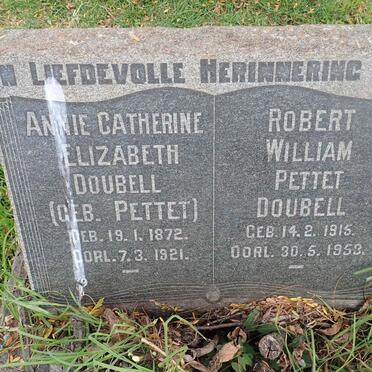 IN LIEFDEVOLLE HERINNERING
ANNIE CATHERINE
ELIZABETH
DOUBELL
(GEB. PETTET)
GEB. 19. 1. 1872.
OORL. 7. 3. 1921.
ROBERT
WILLIAM
PETTET
DOUBELL
GEB. 14. 2. 1915.
OORL. 30. 5. 1953.